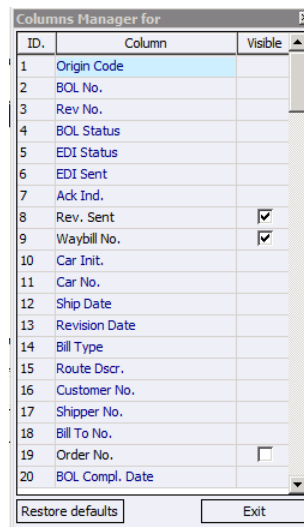 Columns Manager for
ID. Column Visible
1 Origin Code
2 BOL No.
3 Rev No.
4 BOL Status
5 EDI Status
6 EDI Sent
7 Ack Ind.
8 Rev. Sent
9 Waybill No.
10 Car Init.
11 Car No.
12 Ship Date
13 Revision Date
14 Bill Type
15 Route Dscr.
16 Customer No.
17 Shipper No.
18 Bill To No.
19 Order No.
20 BOL Compl. Date
Restore defaults Exit